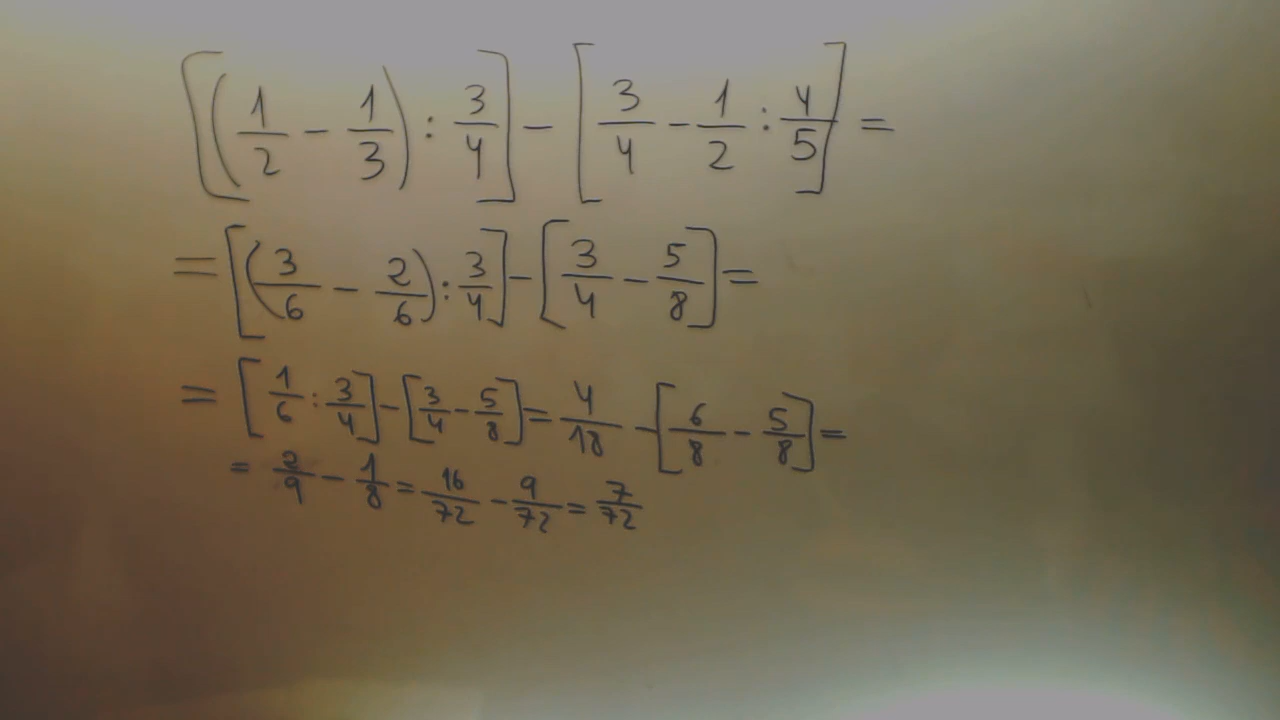 [(1/2 - 1/3) : 3/4] - [3/4 - 1/2 : 4/5] =
= [(3/6 - 2/6) : 3/4] - [3/4 - 5/8] =
= [1/6 : 3/4] - [3/4 - 5/8] = 4/18 - [6/8 - 5/8] =
= 2/9 - 1/8 = 16/72 - 9/72 = 7/72